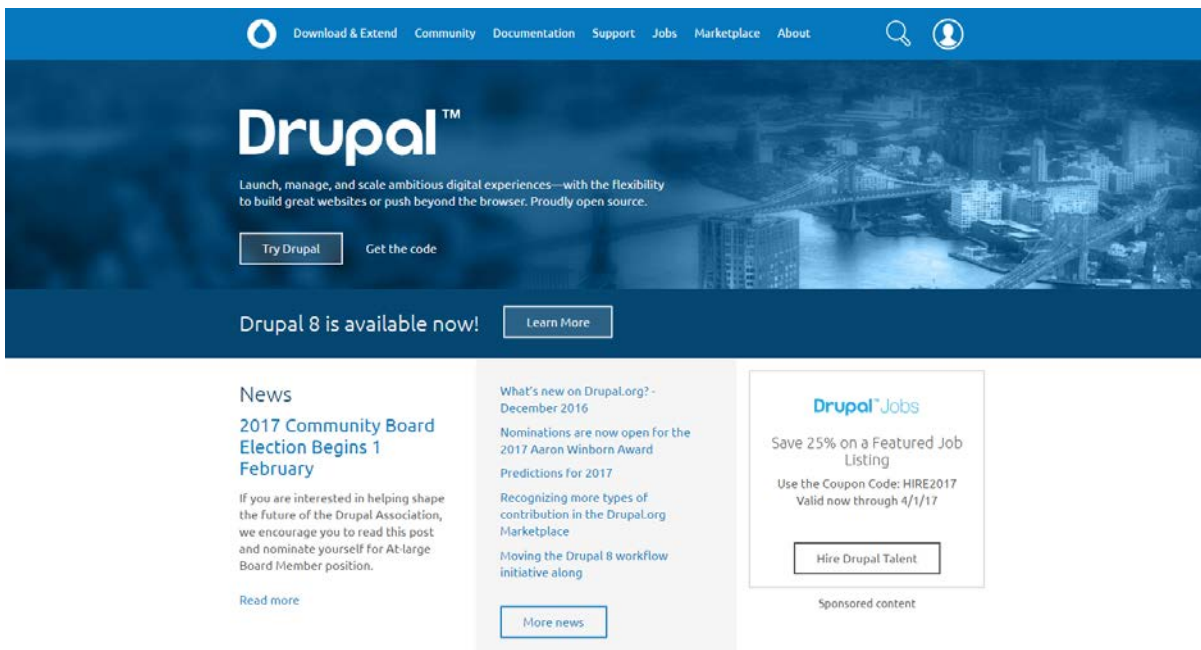 Download & Extend Community Documentation Support Jobs Marketplace About
Drupal™
Launch, manage, and scale ambitious digital experiences—with the flexibility
to build great websites or push beyond the browser. Proudly open source.
Try Drupal Get the code
Drupal 8 is available now! Learn More
News
2017 Community Board
Election Begins 1
February
If you are interested in helping shape
the future of the Drupal Association,
we encourage you to read this post
and nominate yourself for At-large
Board Member position.
Read more
What's new on Drupal.org? -
December 2016
Nominations are now open for the
2017 Aaron Winborn Award
Predictions for 2017
Recognizing more types of
contribution in the Drupal.org
Marketplace
Moving the Drupal 8 workflow
initiative along
More news
Drupal™Jobs
Save 25% on a Featured Job
Listing
Use the Coupon Code: HIRE2017
Valid now through 4/1/17
Hire Drupal Talent
Sponsored content